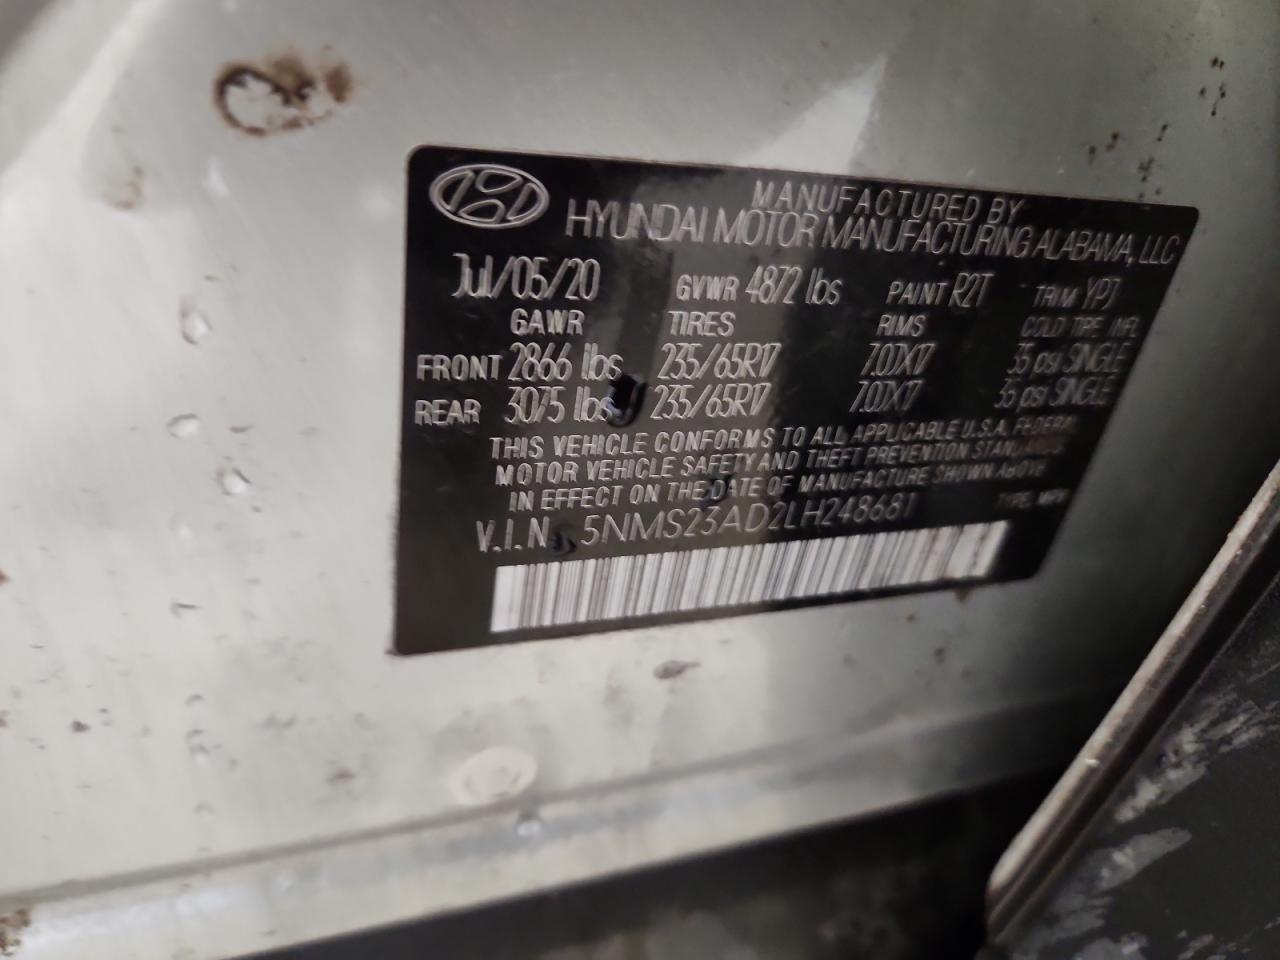 MANUFACTURED BY
HYUNDAI MOTOR MANUFACTURING ALABAMA, LLC
Jul/05/20 GVWR 4872 lbs PAINT R2T TRIM YPJ
GAWR TIRES RIMS COLD TIRE INFL
FRONT 2866 lbs 235/65R17 7.0JX17 35 psi SINGLE
REAR 3075 lbs 235/65R17 7.0JX17 35 psi SINGLE
THIS VEHICLE CONFORMS TO ALL APPLICABLE U.S.A. FEDERAL
MOTOR VEHICLE SAFETY AND THEFT PREVENTION STANDARDS
IN EFFECT ON THE DATE OF MANUFACTURE SHOWN ABOVE
V.I.N. 5NMS23AD2LH248681 TYPE: MPV